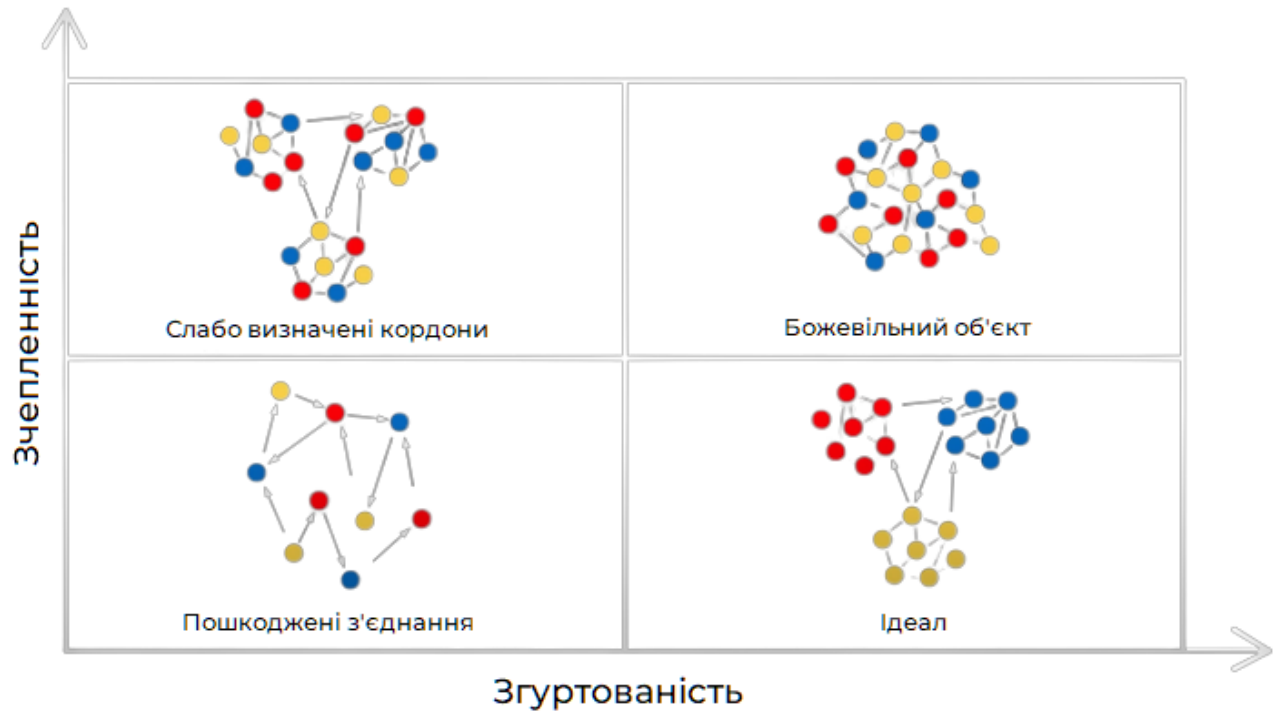 Зчепленність
Слабо визначені кордони
Божевільний об'єкт
Пошкоджені з'єднання
Ідеал
Згуртованість